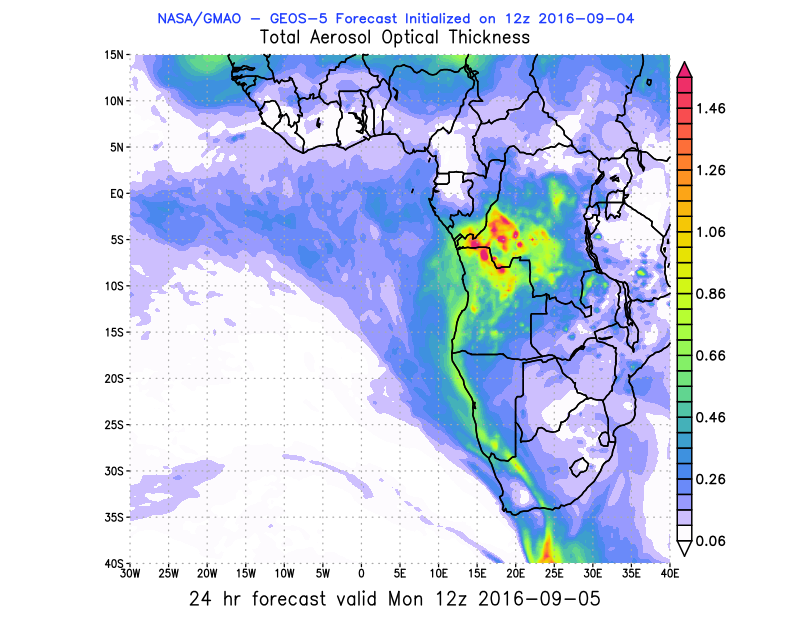 NASA/GMAO - GEOS-5 Forecast Initialized on 12z 2016-09-04
Total Aerosol Optical Thickness
15N
10N
5N
EQ
5S
10S
15S
20S
25S
30S
35S
40S
30W 25W 20W 15W 10W 5W 0 5E 10E 15E 20E 25E 30E 35E 40E
1.46
1.26
1.06
0.86
0.66
0.46
0.26
0.06
24 hr forecast valid Mon 12z 2016-09-05